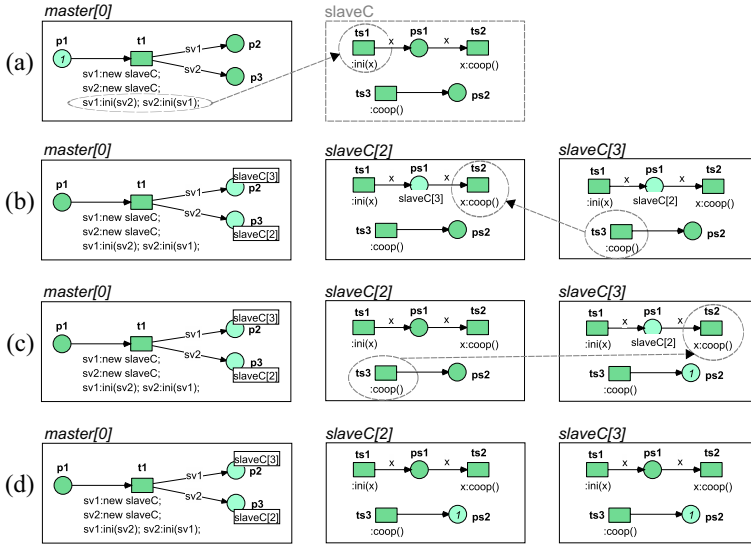 master[0]
slaveC
(a)
p1
t1
sv1
p2
1
sv2
p3
sv1:new slaveC;
sv2:new slaveC;
sv1:ini(sv2); sv2:ini(sv1);
ts1
x
ps1
x
ts2
:ini(x)
x:coop()
ts3
ps2
:coop()
master[0]
slaveC[2]
slaveC[3]
(b)
p1
t1
sv1
slaveC[3]
p2
sv2
p3
slaveC[2]
sv1:new slaveC;
sv2:new slaveC;
sv1:ini(sv2); sv2:ini(sv1);
ts1
x
ps1
x
ts2
:ini(x)
slaveC[3]
x:coop()
ts3
ps2
:coop()
ts1
x
ps1
x
ts2
:ini(x)
slaveC[2]
x:coop()
ts3
ps2
:coop()
master[0]
slaveC[2]
slaveC[3]
(c)
p1
t1
sv1
slaveC[3]
p2
sv2
p3
slaveC[2]
sv1:new slaveC;
sv2:new slaveC;
sv1:ini(sv2); sv2:ini(sv1);
ts1
x
ps1
x
ts2
:ini(x)
x:coop()
ts3
ps2
:coop()
ts1
x
ps1
x
ts2
:ini(x)
slaveC[2]
x:coop()
ts3
1
ps2
:coop()
master[0]
slaveC[2]
slaveC[3]
(d)
p1
t1
sv1
slaveC[3]
p2
sv2
p3
slaveC[2]
sv1:new slaveC;
sv2:new slaveC;
sv1:ini(sv2); sv2:ini(sv1);
ts1
x
ps1
x
ts2
:ini(x)
x:coop()
ts3
1
ps2
:coop()
ts1
x
ps1
x
ts2
:ini(x)
x:coop()
ts3
1
ps2
:coop()